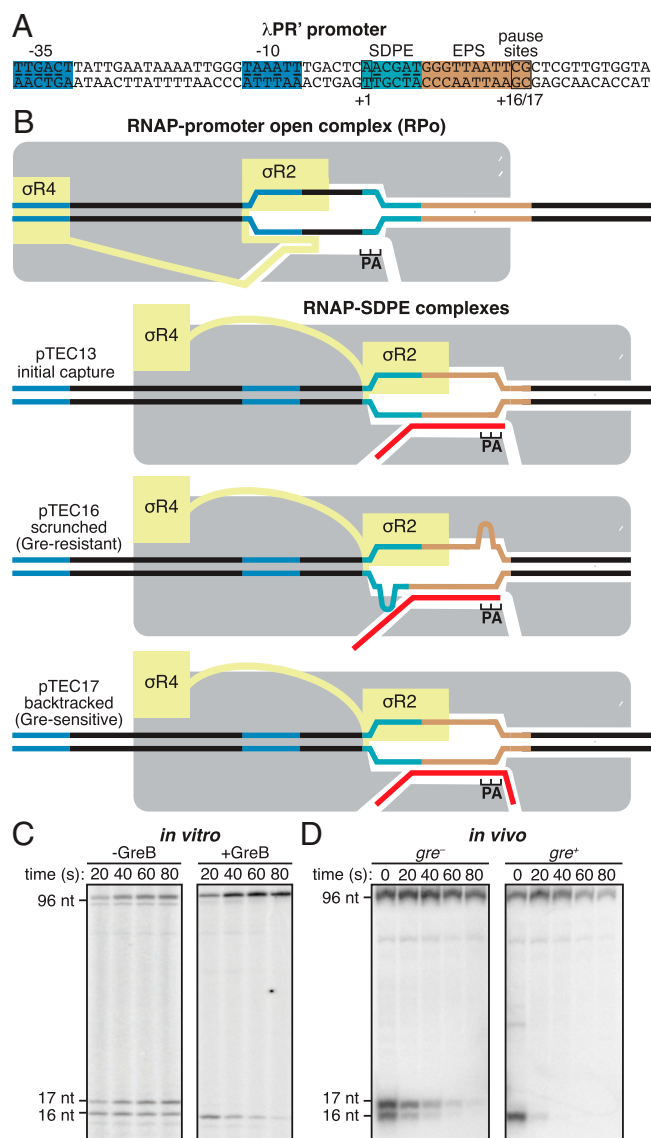 A
λPR' promoter
-35 -10 SDPE EPS pause sites
TTGACTTATTGAATAAAATTGGGTAAATTTGACTCAACGATGGGTTAATTCGCTCGTTGTGGTA
AACTGAATAACTTATTTTAACCCATTTAAACTGAGTTGCTACCCAATTAAGCGAGCAACACCAT
+1 +16/17
B
RNAP-promoter open complex (RPo)
σR4 σR2
PA
RNAP-SDPE complexes
pTEC13
initial capture
σR4 σR2
PA
pTEC16
scrunched
(Gre-resistant)
σR4 σR2
PA
pTEC17
backtracked
(Gre-sensitive)
σR4 σR2
PA
C
in vitro
-GreB +GreB
time (s): 20 40 60 80 20 40 60 80
96 nt
17 nt
16 nt
D
in vivo
gre⁻ gre⁺
time (s): 0 20 40 60 80 0 20 40 60 80
96 nt
17 nt
16 nt